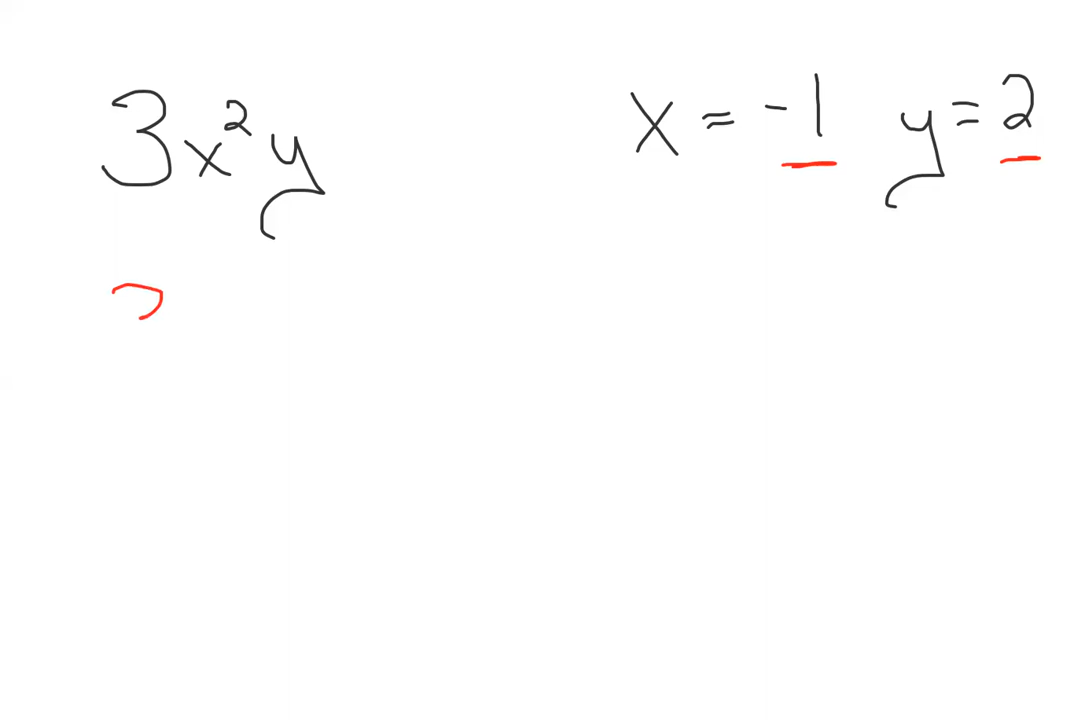 3x²y x = -1 y = 2